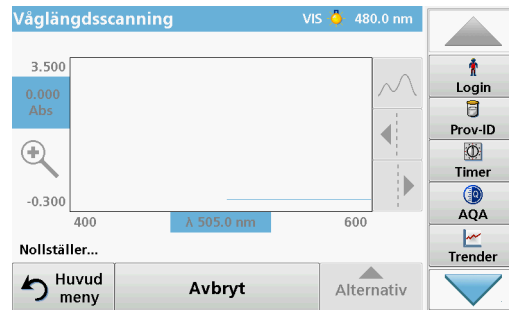 Våglängdsscanning
VIS 480.0 nm
3.500
0.000
Abs
-0.300
400
λ 505.0 nm
600
Nollställer...
Huvud
meny
Avbryt
Alternativ
Login
Prov-ID
Timer
AQA
Trender